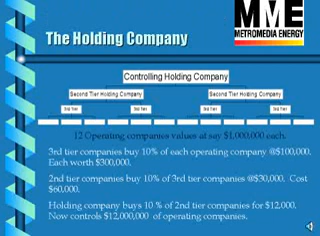 The Holding Company
MME
METROMEDIA ENERGY
Controlling Holding Company
Second Tier Holding Company
Second Tier Holding Company
3rd Tier
3rd Tier
3rd Tier
3rd Tier
12 Operating companies values at say $1,000,000 each.
3rd tier companies buy 10% of each operating company @$100,000.
Each worth $300,000.
2nd tier companies buy 10% of 3rd tier companies @$30,000. Cost
$60,000.
Holding company buys 10 % of 2nd tier companies for $12,000.
Now controls $12,000,000 of operating companies.